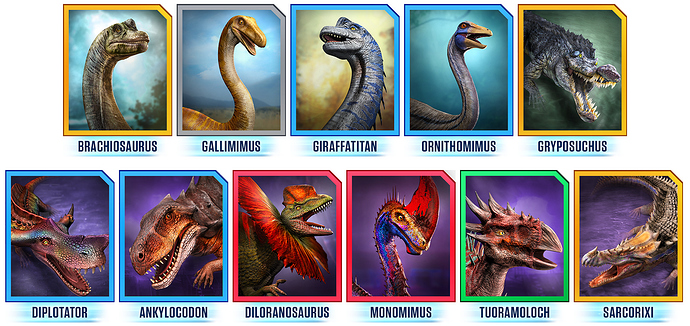 BRACHIOSAURUS
GALLIMIMUS
GIRAFFATITAN
ORNITHOMIMUS
GRYPOSUCHUS
DIPLOTATOR
ANKYLOCODON
DILORANOSAURUS
MONOMIMUS
TUORAMOLOCH
SARCORIXI